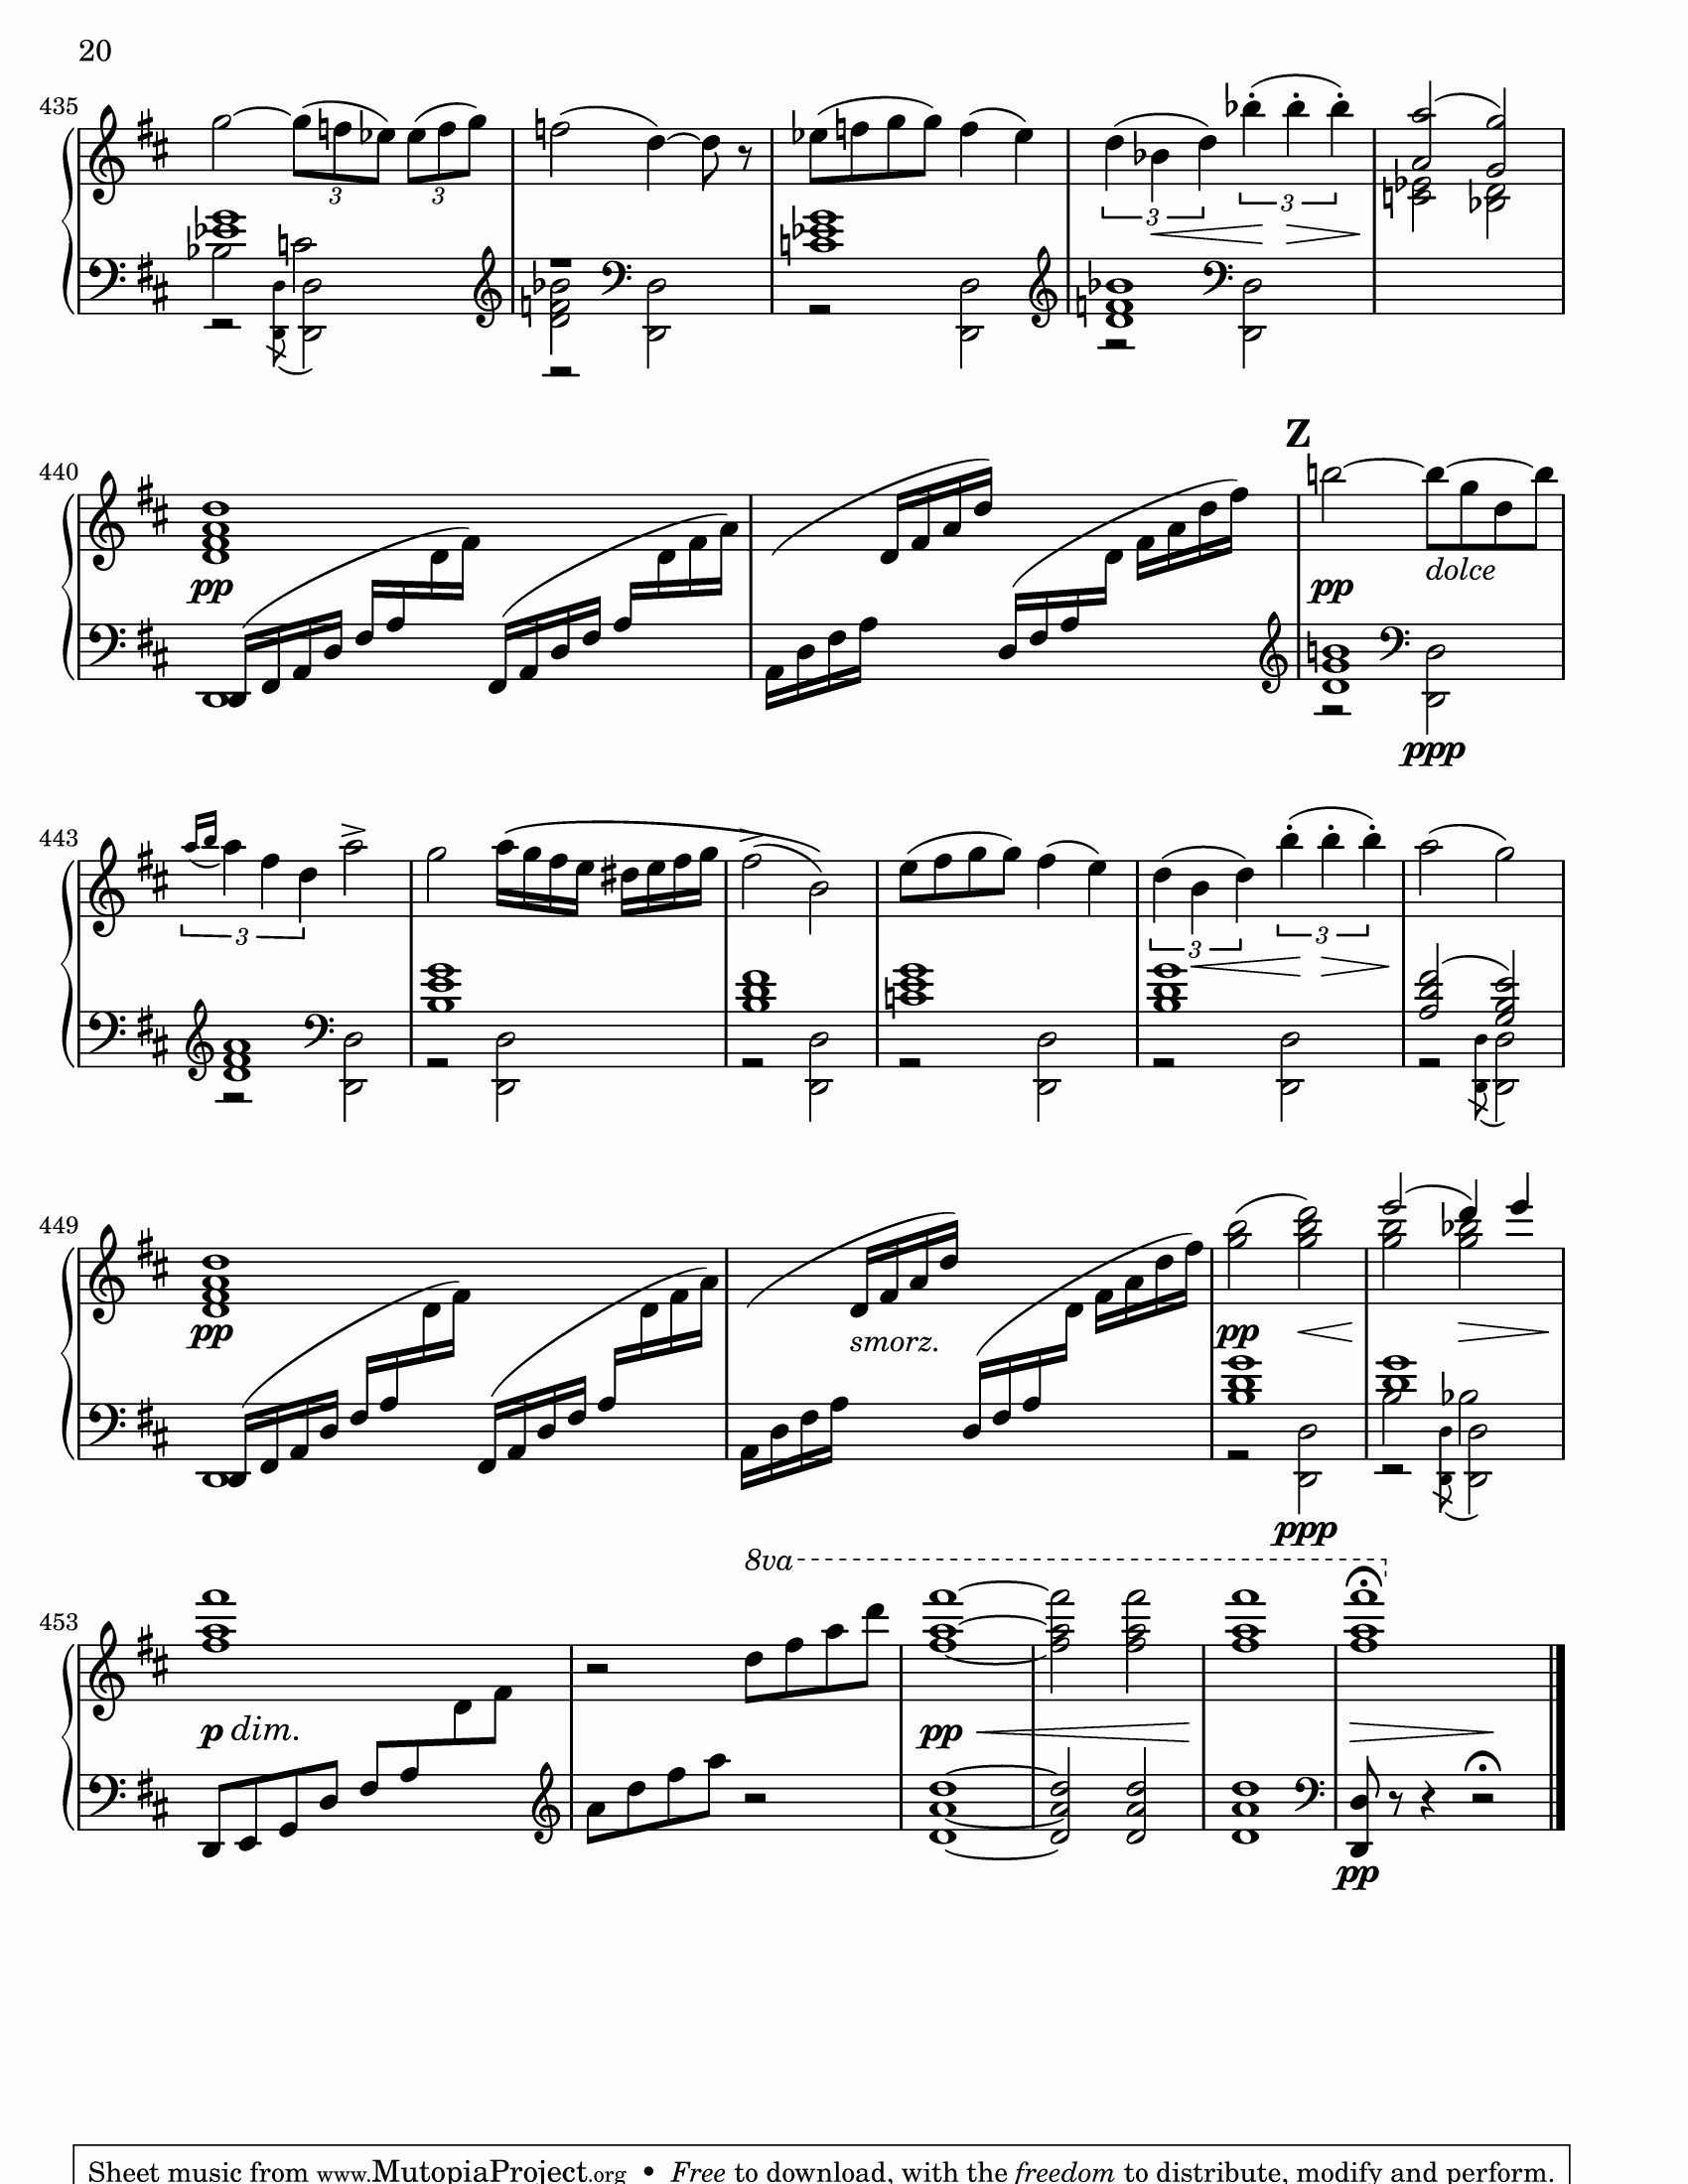 20
435
3 3 3 3
440
Z
pp pp dolce
ppp
443
3 3 3
449
pp smorz. pp
ppp
8va
453
p dim. pp
pp
Sheet music from www.MutopiaProject.org • Free to download, with the freedom to distribute, modify and perform.